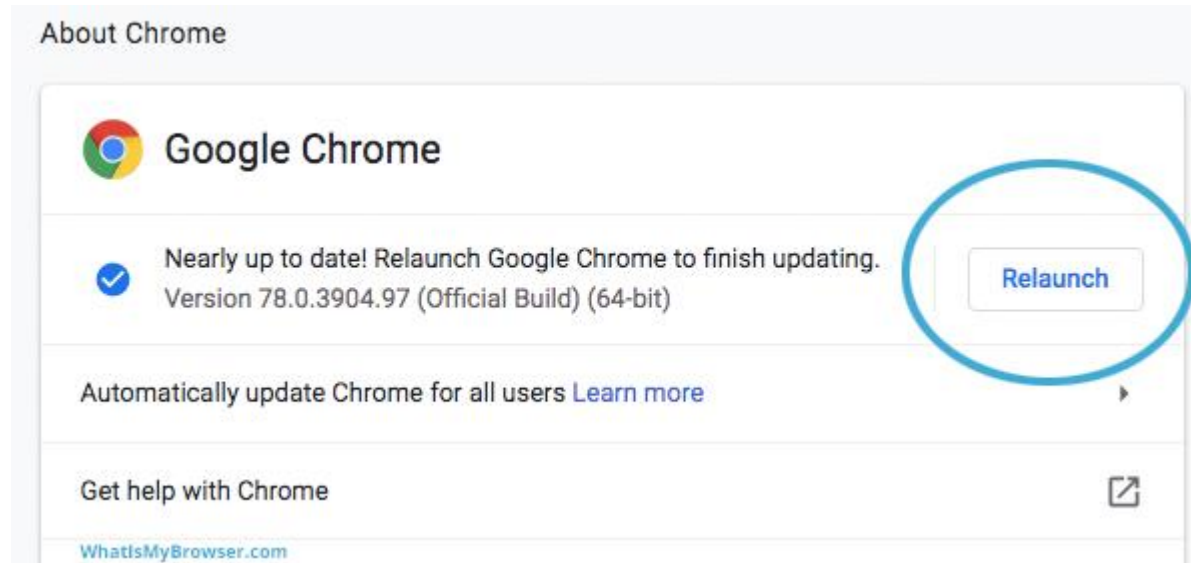 About Chrome
Google Chrome
Nearly up to date! Relaunch Google Chrome to finish updating.
Version 78.0.3904.97 (Official Build) (64-bit)
Relaunch
Automatically update Chrome for all users Learn more
Get help with Chrome
WhatIsMyBrowser.com